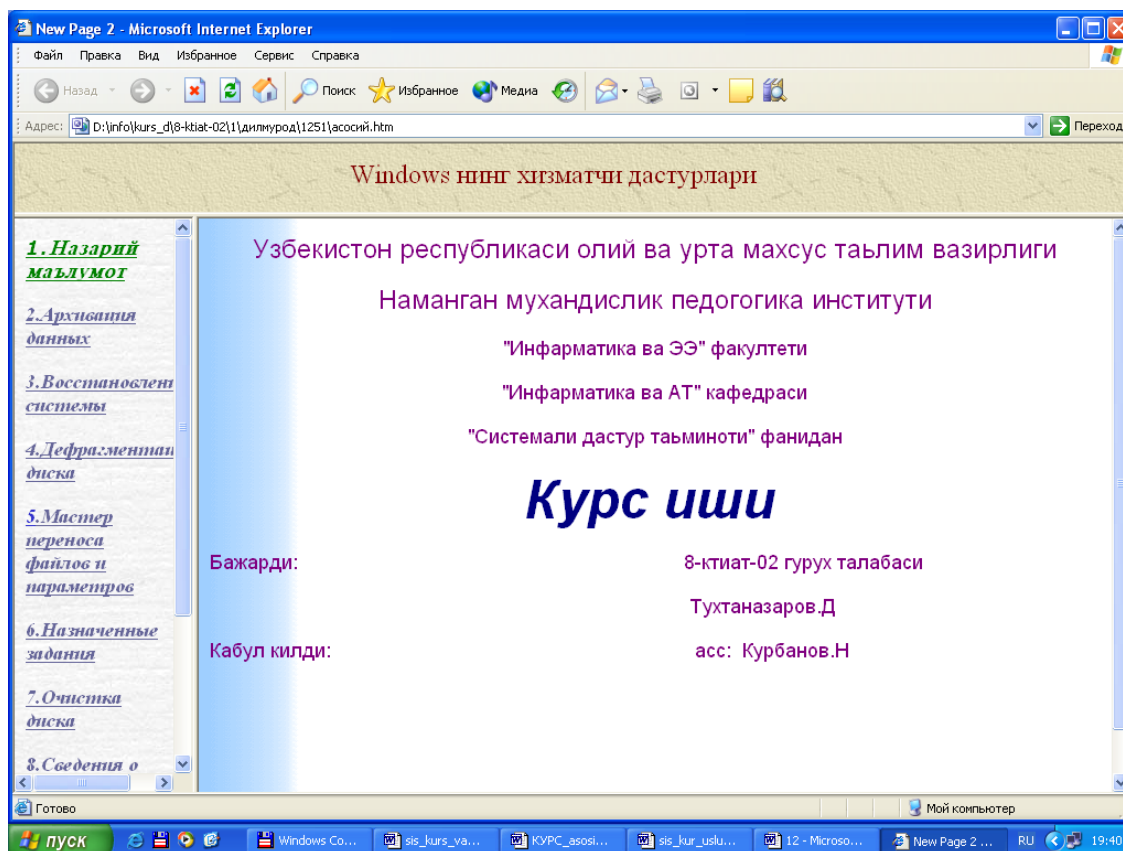 New Page 2 - Microsoft Internet Explorer
Файл Правка Вид Избранное Сервис Справка
Назад Поиск Избранное Медиа
Адрес: D:\info\kurs_d\8-ktiat-02\1\дилмурод\1251\асосий.htm Переход
Windows нинг хизматчи дастурлари
1.Назарий
маълумот
2.Архивация
данных
3.Восстановлени
системы
4.Дефрагментац
диска
5.Мастер
переноса
файлов и
параметров
6.Назначенные
задания
7.Очистка
диска
8.Сведения о
Узбекистон республикаси олий ва урта махсус таьлим вазирлиги
Наманган мухандислик педогогика институти
"Инфарматика ва ЭЭ" факултети
"Инфарматика ва АТ" кафедраси
"Системали дастур таьминоти" фанидан
Курс иши
Бажарди: 8-ктиат-02 гурух талабаси
Тухтаназаров.Д
Кабул килди: асс: Курбанов.Н
Готово Мой компьютер
пуск Windows Co... sis_kurs_va... КУРС_asosi... sis_kur_uslu... 12 - Microso... New Page 2 ... RU 19:40